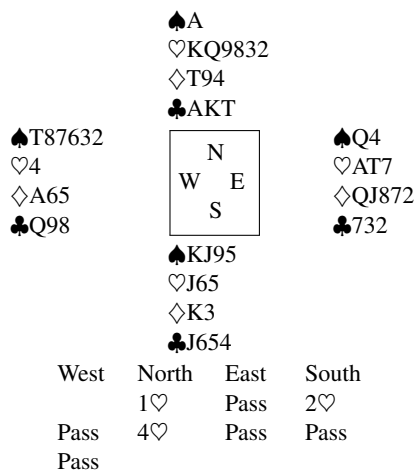 ♠A
♡KQ9832
♢T94
♣AKT
♠T87632
♡4
♢A65
♣Q98
N
W E
S
♠Q4
♡AT7
♢QJ872
♣732
♠KJ95
♡J65
♢K3
♣J654
West North East South
1♡ Pass 2♡
Pass 4♡ Pass Pass
Pass